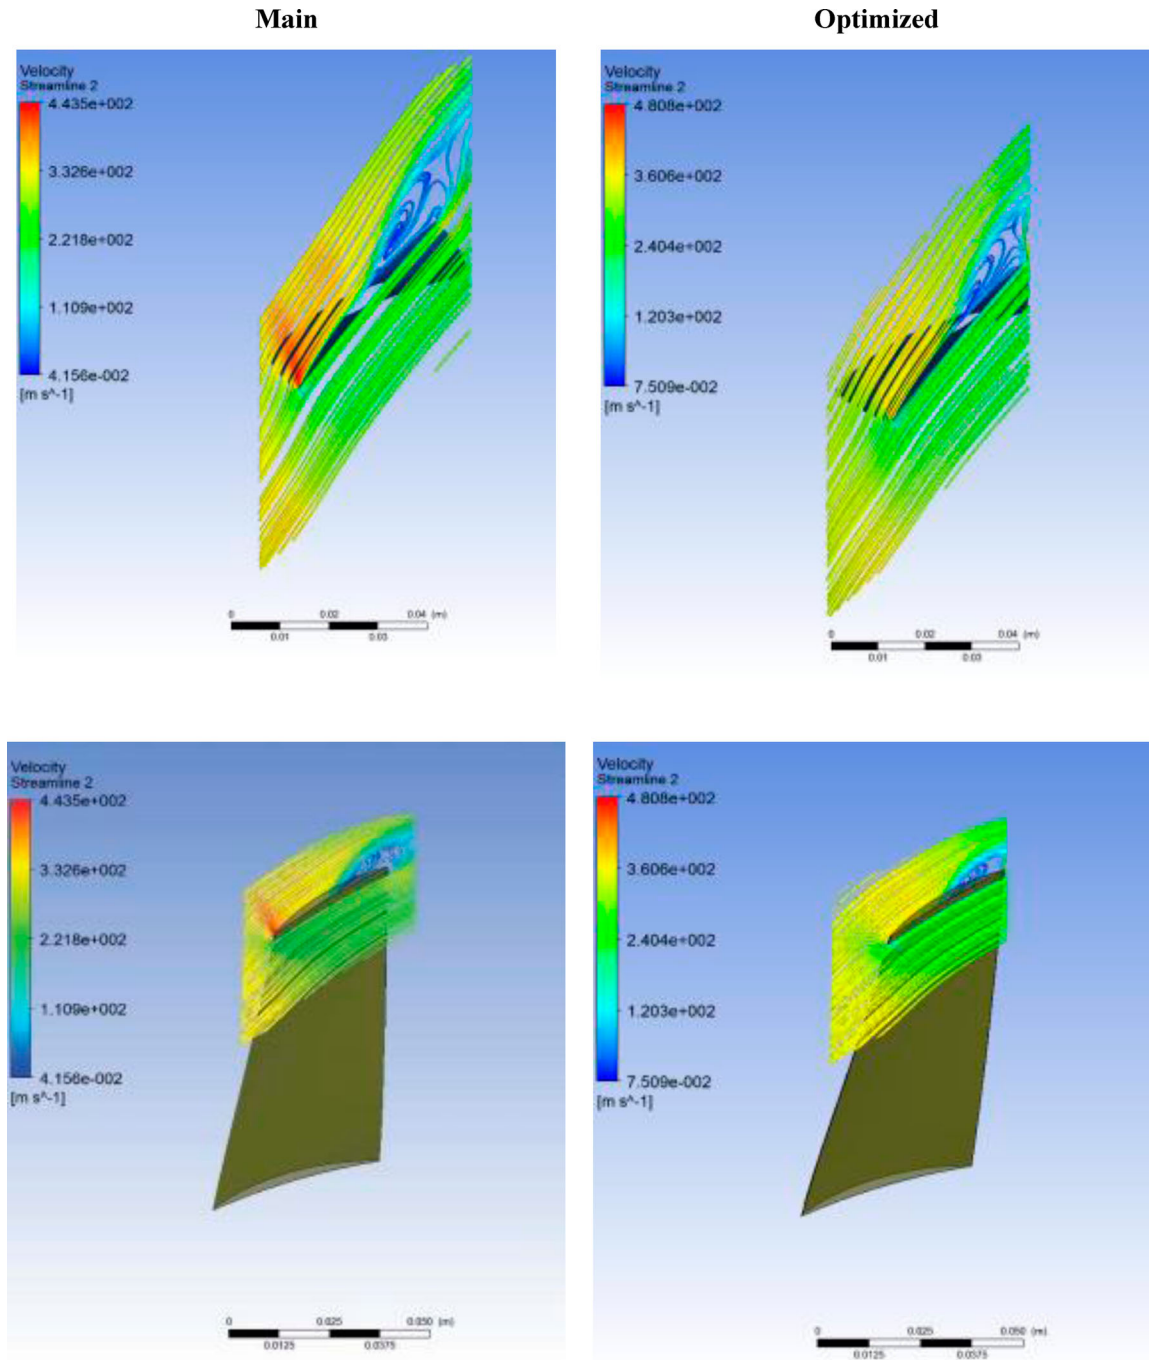 Main
Optimized
Velocity
Streamline 2
4.435e+002
3.326e+002
2.218e+002
1.109e+002
4.156e-002
[m s^-1]
0 0.02 0.04 (m)
0.01 0.03
Velocity
Streamline 2
4.808e+002
3.606e+002
2.404e+002
1.203e+002
7.509e-002
[m s^-1]
0 0.02 0.04 (m)
0.01 0.03
Velocity
Streamline 2
4.435e+002
3.326e+002
2.218e+002
1.109e+002
4.156e-002
[m s^-1]
0 0.025 0.050 (m)
0.0125 0.0375
Velocity
Streamline 2
4.808e+002
3.606e+002
2.404e+002
1.203e+002
7.509e-002
[m s^-1]
0 0.025 0.050 (m)
0.0125 0.0375